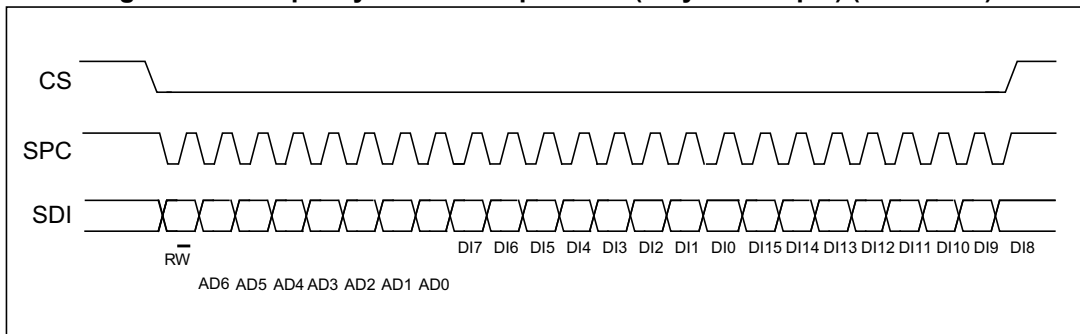 CS
SPC
SDI
RW
DI7 DI6 DI5 DI4 DI3 DI2 DI1 DI0 DI15 DI14 DI13 DI12 DI11 DI10 DI9 DI8
AD6 AD5 AD4 AD3 AD2 AD1 AD0